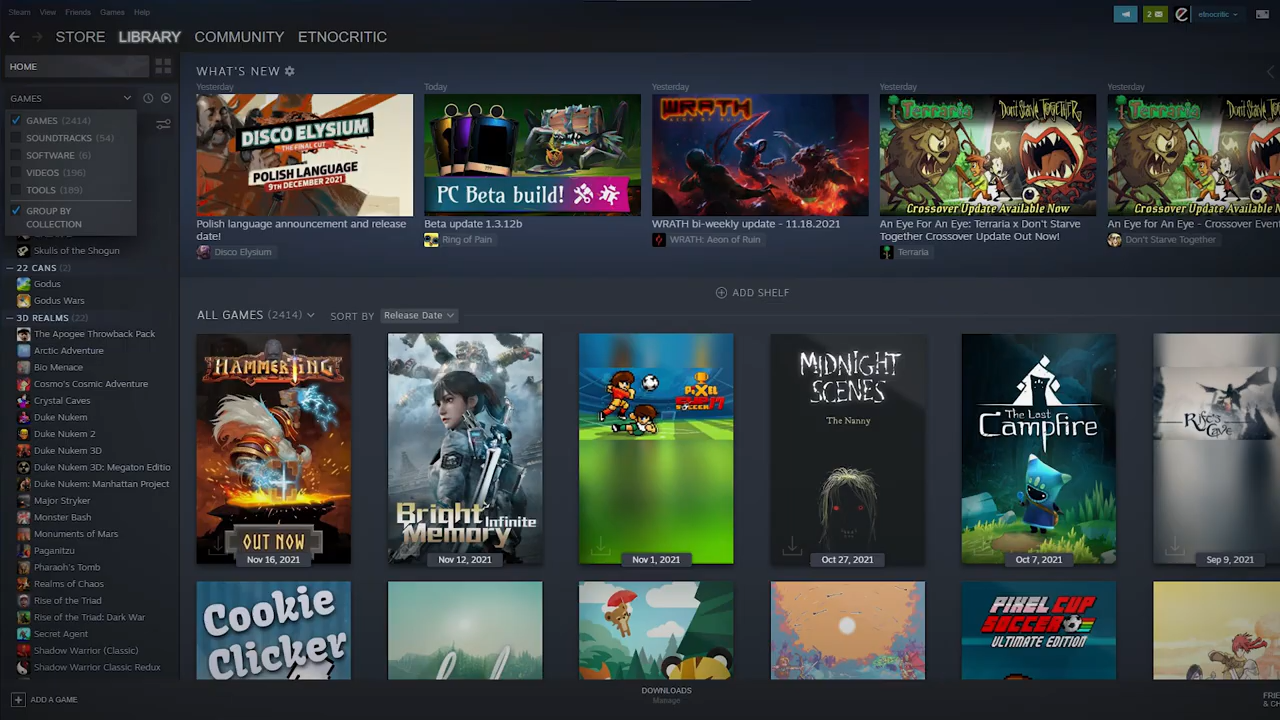 Steam View Friends Games Help
2
etnocritic
STORE LIBRARY COMMUNITY ETNOCRITIC
HOME
GAMES
GAMES (2414)
SOUNDTRACKS (54)
SOFTWARE (6)
VIDEOS (196)
TOOLS (189)
GROUP BY
COLLECTION
Skulls of the Shogun
22 CANS (2)
Godus
Godus Wars
3D REALMS (22)
The Apogee Throwback Pack
Arctic Adventure
Bio Menace
Cosmo's Cosmic Adventure
Crystal Caves
Duke Nukem
Duke Nukem 2
Duke Nukem 3D
Duke Nukem 3D: Megaton Editio
Duke Nukem: Manhattan Project
Major Stryker
Monster Bash
Monuments of Mars
Paganitzu
Pharaoh's Tomb
Realms of Chaos
Rise of the Triad
Rise of the Triad: Dark War
Secret Agent
Shadow Warrior (Classic)
Shadow Warrior Classic Redux
ADD A GAME
WHAT'S NEW
Yesterday
DISCO ELYSIUM
THE FINAL CUT
POLISH LANGUAGE
9TH DECEMBER 2021
Polish language announcement and release
date!
Disco Elysium
Today
PC Beta build!
Beta update 1.3.12b
Ring of Pain
Yesterday
WRATH
WRATH bi-weekly update - 11.18.2021
WRATH: Aeon of Ruin
Yesterday
Terraria Don't Starve Together
Crossover Update Available Now
An Eye For An Eye: Terraria x Don't Starve
Together Crossover Update Out Now!
Terraria
Yesterday
Terraria Don't Starve
Crossover Update Available
An Eye for An Eye - Crossover Event
Don't Starve Together
ADD SHELF
ALL GAMES (2414) SORT BY Release Date
HAMMERTING
OUT NOW
Nov 16, 2021
Bright Memory Infinite
Nov 12, 2021
PIXEL CUP SOCCER 17
Nov 1, 2021
MIDNIGHT
SCENES
The Nanny
Oct 27, 2021
The Last
Campfire
Oct 7, 2021
Sep 9, 2021
Cookie
Clicker
PIXEL CUP
SOCCER
ULTIMATE EDITION
DOWNLOADS
Manage
FRIE
& CH